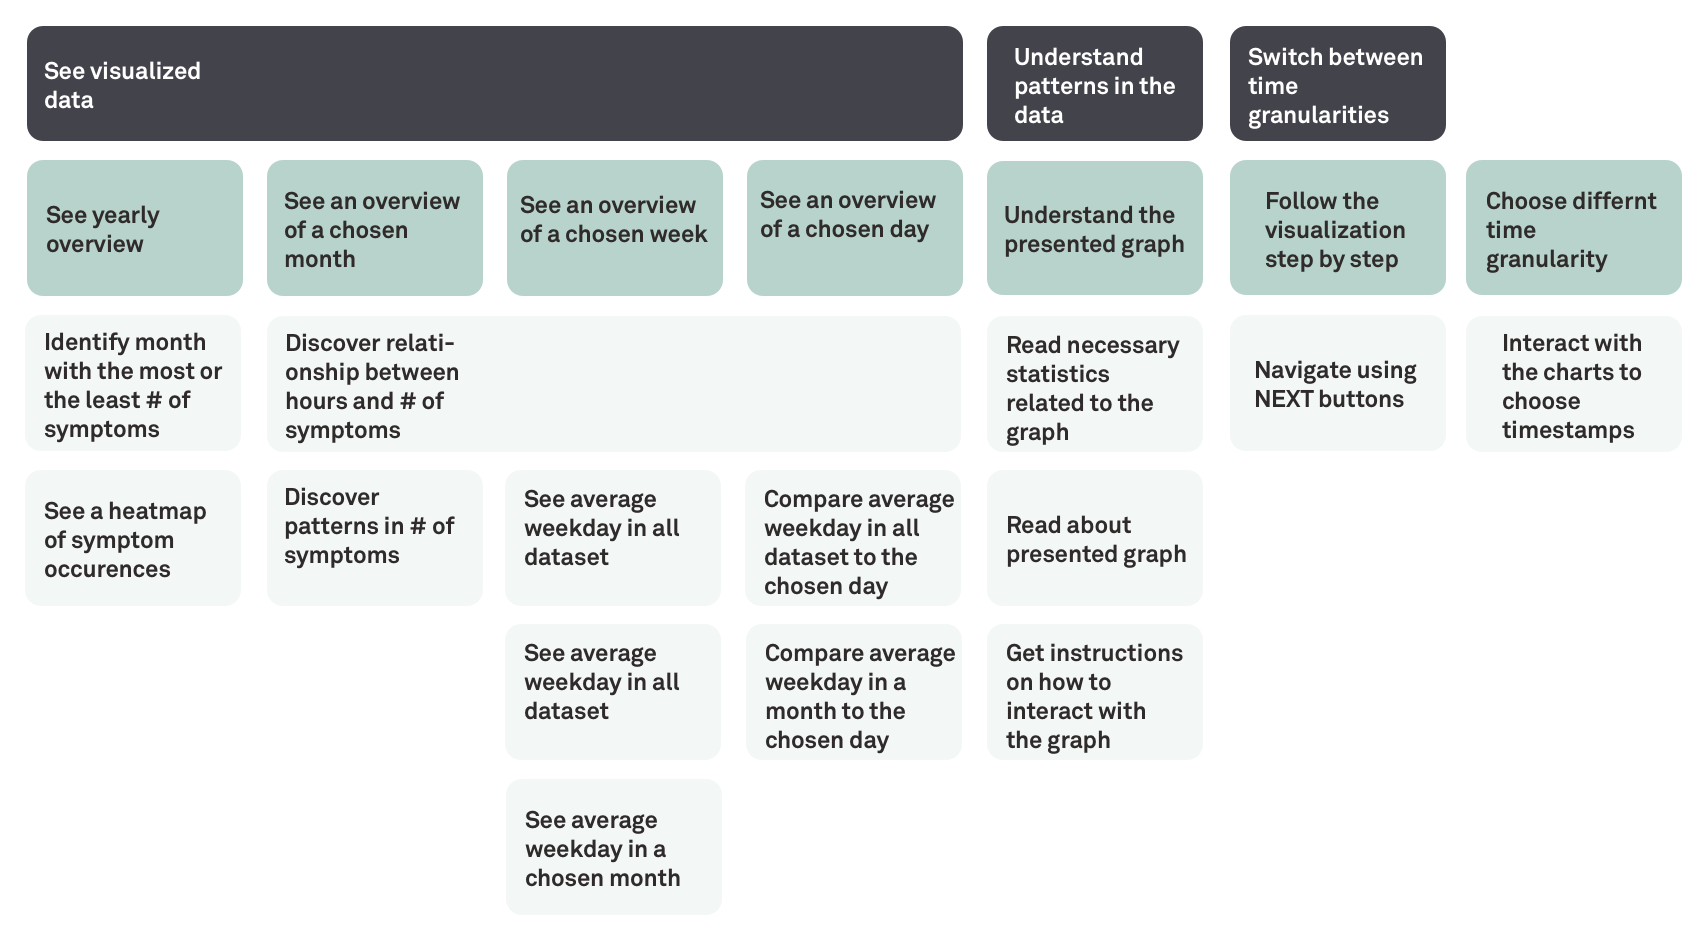 See visualized
data
Understand
patterns in the
data
Switch between
time
granularities
See yearly
overview
See an overview
of a chosen
month
See an overview
of a chosen week
See an overview
of a chosen day
Understand the
presented graph
Follow the
visualization
step by step
Choose differnt
time
granularity
Identify month
with the most or
the least # of
symptoms
Discover relati-
onship between
hours and # of
symptoms
Read necessary
statistics
related to the
graph
Navigate using
NEXT buttons
Interact with
the charts to
choose
timestamps
See a heatmap
of symptom
occurences
Discover
patterns in # of
symptoms
See average
weekday in all
dataset
Compare average
weekday in all
dataset to the
chosen day
Read about
presented graph
See average
weekday in all
dataset
Compare average
weekday in a
month to the
chosen day
Get instructions
on how to
interact with
the graph
See average
weekday in a
chosen month